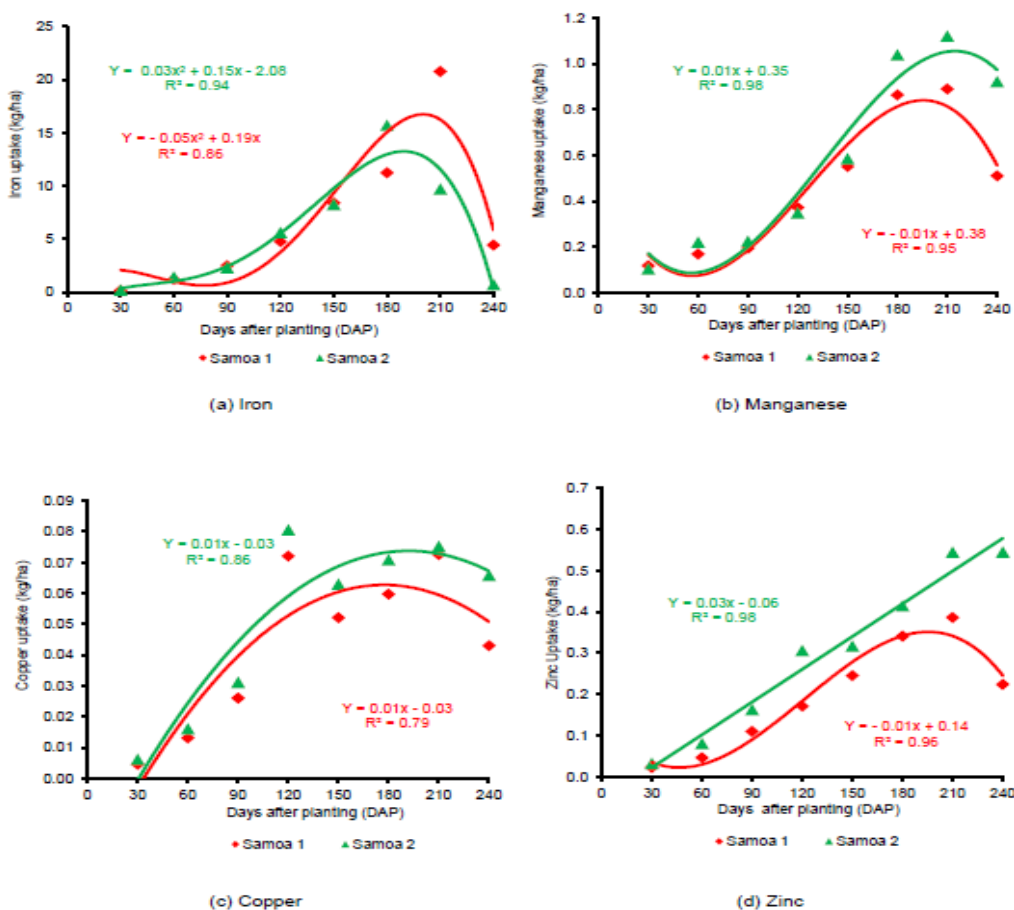 25
20
15
10
5
0
Iron uptake (kg/ha)
Y = 0.03x² + 0.15x - 2.08
R² = 0.94
Y = - 0.05x² + 0.19x
R² = 0.86
0 30 60 90 120 150 180 210 240
Days after planting (DAP)
Samoa 1 Samoa 2
(a) Iron
1.2
1.0
0.8
0.6
0.4
0.2
0.0
Manganese uptake (kg/ha)
Y = 0.01x + 0.35
R² = 0.98
Y = - 0.01x + 0.38
R² = 0.95
0 30 60 90 120 150 180 210 240
Days after planting (DAP)
Samoa 1 Samoa 2
(b) Manganese
0.09
0.08
0.07
0.06
0.05
0.04
0.03
0.02
0.01
0.00
Copper uptake (kg/ha)
Y = 0.01x - 0.03
R² = 0.86
Y = 0.01x - 0.03
R² = 0.79
0 30 60 90 120 150 180 210 240
Days after planting (DAP)
Samoa 1 Samoa 2
(c) Copper
0.7
0.6
0.5
0.4
0.3
0.2
0.1
0.0
Zinc Uptake (kg/ha)
Y = 0.03x - 0.06
R² = 0.98
Y = - 0.01x + 0.14
R² = 0.96
0 30 60 90 120 150 180 210 240
Days after planting (DAP)
Samoa 1 Samoa 2
(d) Zinc